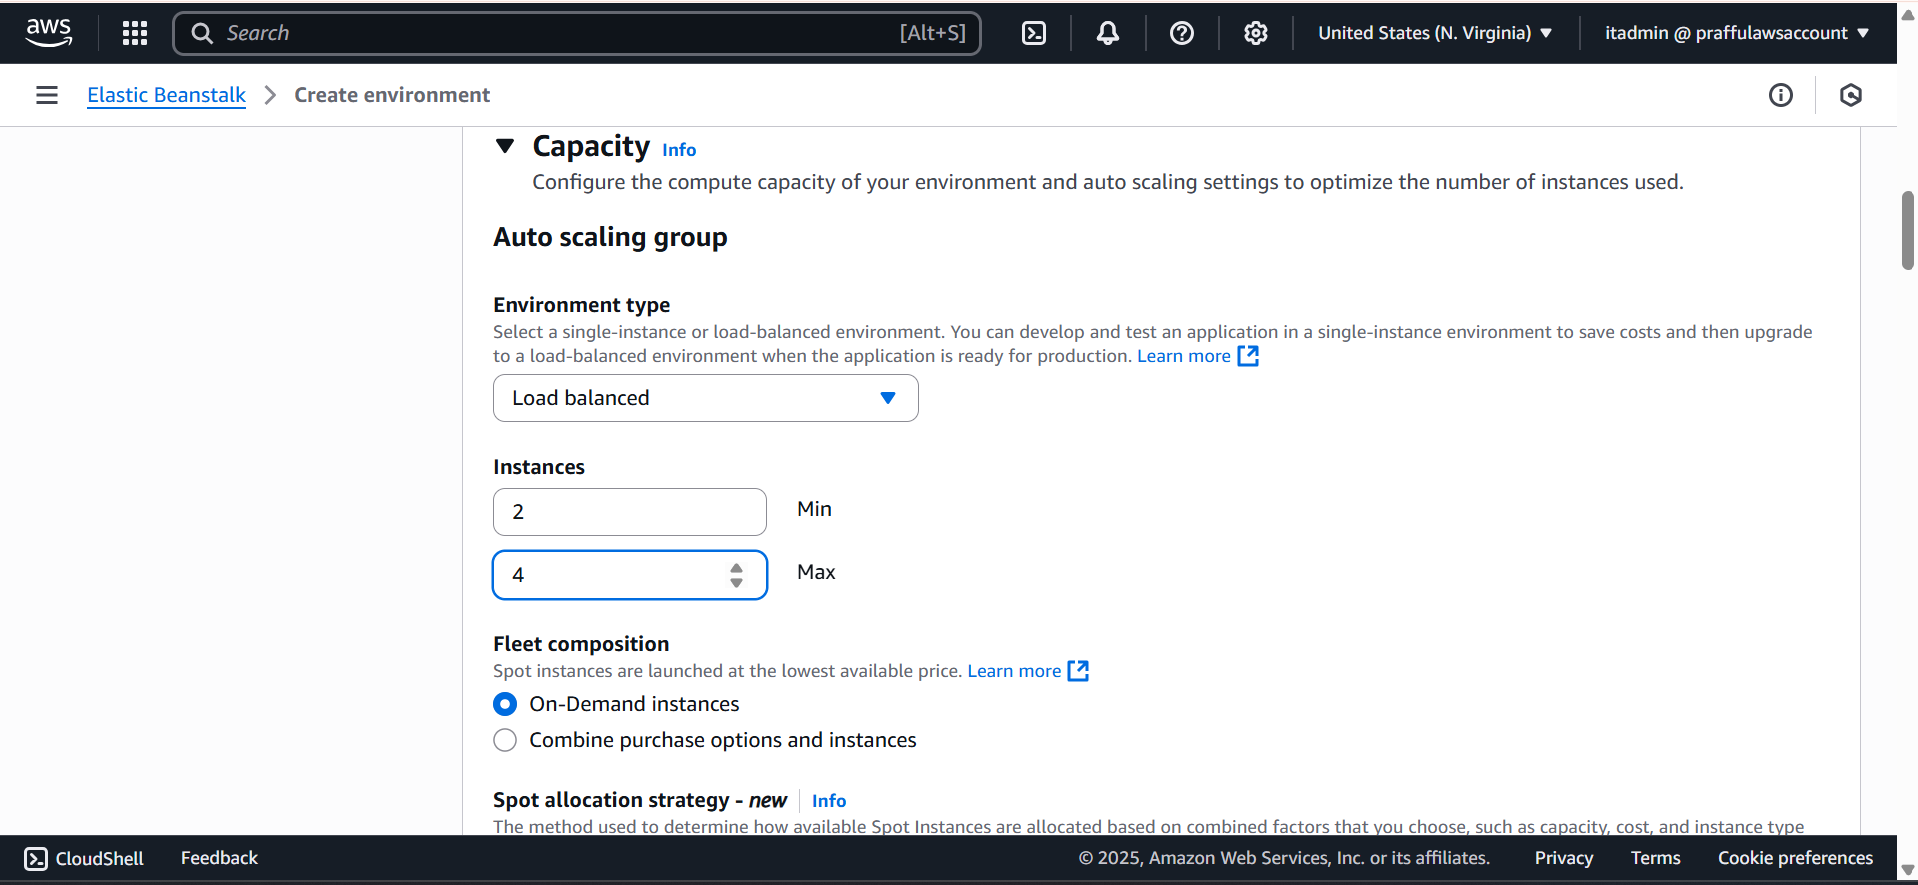 aws
Search [Alt+S]
United States (N. Virginia)
itadmin @ praffulawsaccount
Elastic Beanstalk > Create environment
Capacity Info
Configure the compute capacity of your environment and auto scaling settings to optimize the number of instances used.
Auto scaling group
Environment type
Select a single-instance or load-balanced environment. You can develop and test an application in a single-instance environment to save costs and then upgrade
to a load-balanced environment when the application is ready for production. Learn more
Load balanced
Instances
2 Min
4 Max
Fleet composition
Spot instances are launched at the lowest available price. Learn more
On-Demand instances
Combine purchase options and instances
Spot allocation strategy - new Info
The method used to determine how available Spot Instances are allocated based on combined factors that you choose, such as capacity, cost, and instance type
CloudShell Feedback © 2025, Amazon Web Services, Inc. or its affiliates. Privacy Terms Cookie preferences